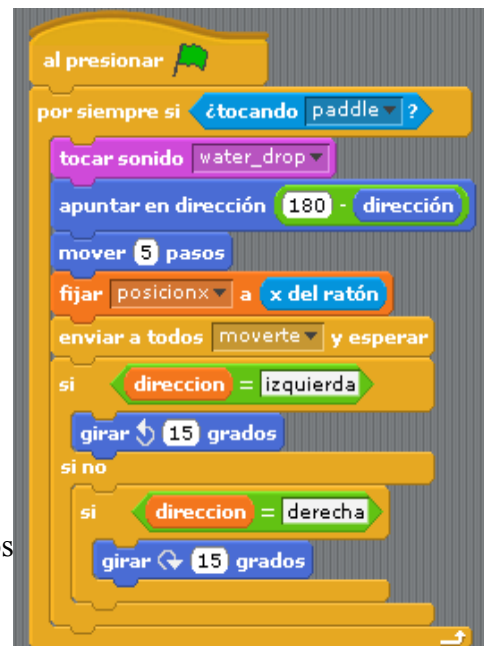 al presionar
por siempre si ¿tocando paddle ?
tocar sonido water_drop
apuntar en dirección 180 - dirección
mover 5 pasos
fijar posicionx a x del ratón
enviar a todos moverte y esperar
si direccion = izquierda
girar 15 grados
si no
si direccion = derecha
os
girar 15 grados